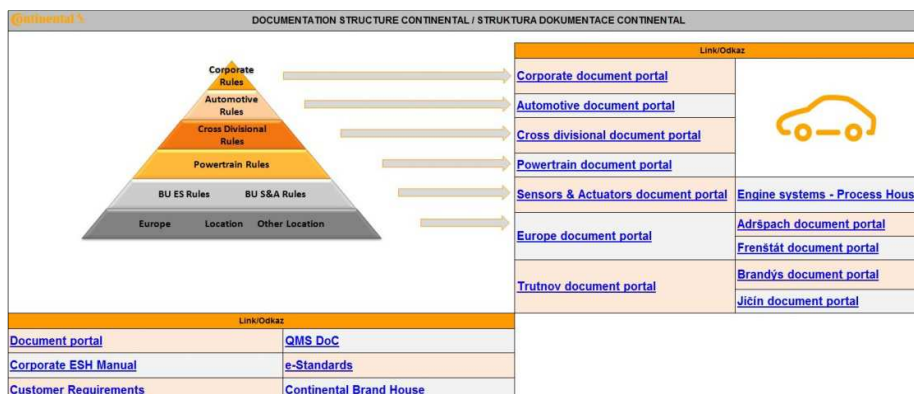 Continental
DOCUMENTATION STRUCTURE CONTINENTAL / STRUKTURA DOKUMENTACE CONTINENTAL
Corporate
Rules
Automotive
Rules
Cross Divisional
Rules
Powertrain Rules
BU ES Rules BU S&A Rules
Europe Location Other Location
Link/Odkaz
Corporate document portal
Automotive document portal
Cross divisional document portal
Powertrain document portal
Sensors & Actuators document portal Engine systems - Process Hous
Europe document portal
Adršpach document portal
Frenštát document portal
Trutnov document portal
Brandýs document portal
Jičín document portal
Link/Odkaz
Document portal QMS DoC
Corporate ESH Manual e-Standards
Customer Requirements Continental Brand House